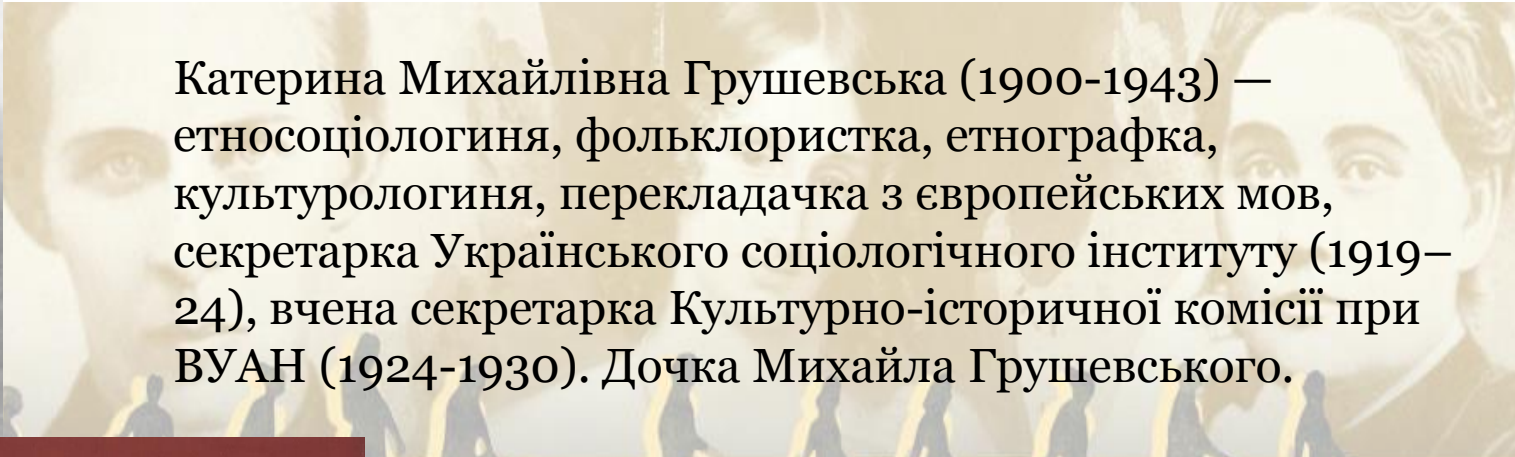 Катерина Михайлівна Грушевська (1900-1943) —
етносоціологиня, фольклористка, етнографка,
культурологиня, перекладачка з європейських мов,
секретарка Українського соціологічного інституту (1919–
24), вчена секретарка Культурно-історичної комісії при
ВУАН (1924-1930). Дочка Михайла Грушевського.